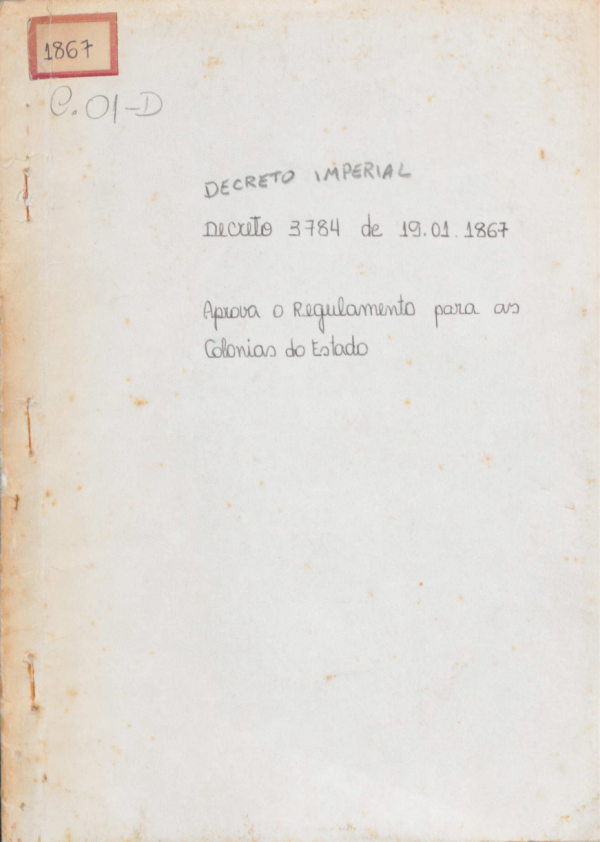 1867
C.01-D
DECRETO IMPERIAL
Decreto 3784 de 19.01.1867
Aprova o Regulamento para as
Colonias do Estado